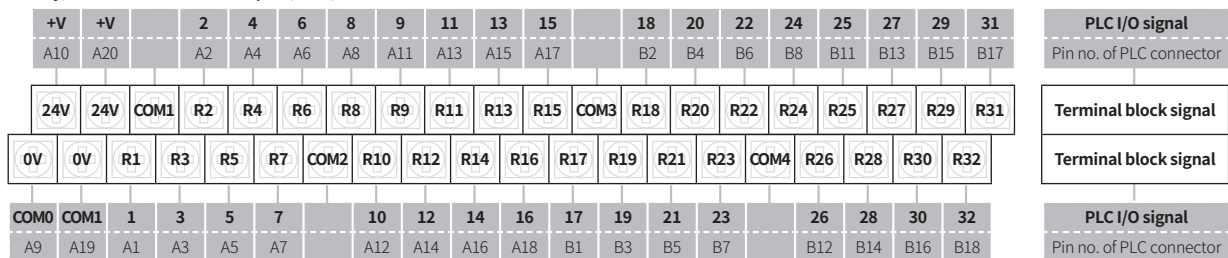 +V +V 2 4 6 8 9 11 13 15 18 20 22 24 25 27 29 31 PLC I/O signal
A10 A20 A2 A4 A6 A8 A11 A13 A15 A17 B2 B4 B6 B8 B11 B13 B15 B17 Pin no. of PLC connector
24V 24V COM1 R2 R4 R6 R8 R9 R11 R13 R15 COM3 R18 R20 R22 R24 R25 R27 R29 R31 Terminal block signal
0V 0V R1 R3 R5 R7 COM2 R10 R12 R14 R16 R17 R19 R21 R23 COM4 R26 R28 R30 R32 Terminal block signal
COM0 COM1 1 3 5 7 10 12 14 16 17 19 21 23 26 28 30 32 PLC I/O signal
A9 A19 A1 A3 A5 A7 A12 A14 A16 A18 B1 B3 B5 B7 B12 B14 B16 B18 Pin no. of PLC connector